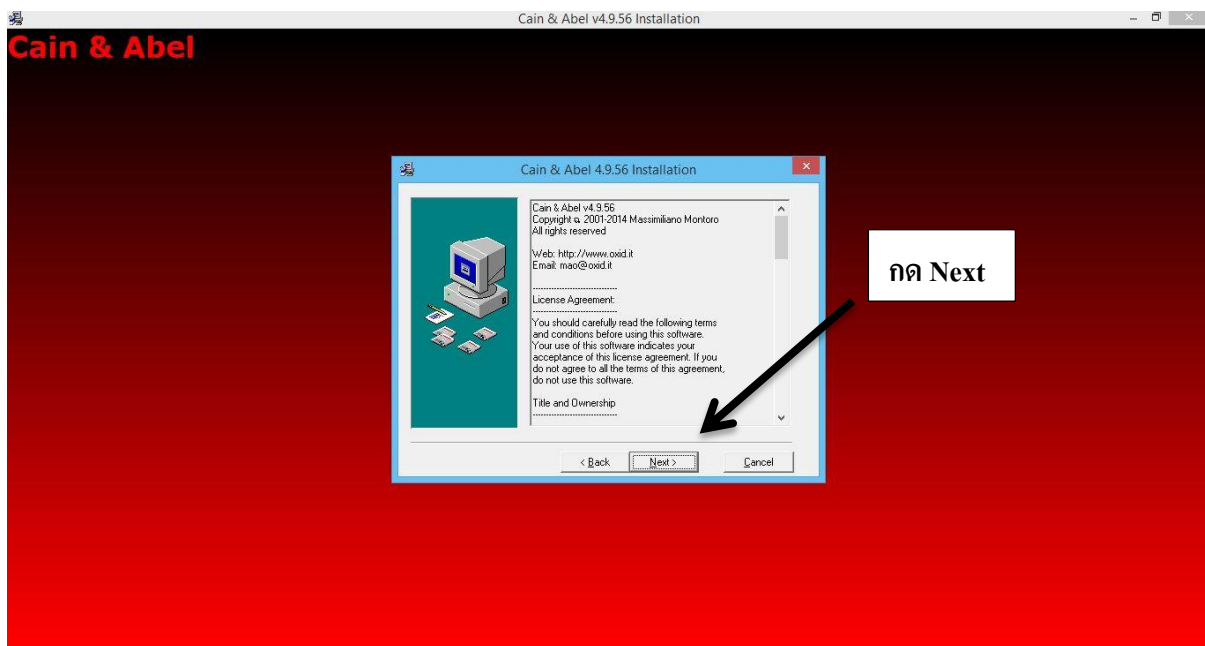 Cain & Abel v4.9.56 Installation
Cain & Abel
Cain & Abel 4.9.56 Installation
Cain & Abel v4.9.56
Copyright ฉ 2001-2014 Massimiliano Montoro
All rights reserved
Web: http://www.oxid.it
Email: mao@oxid.it
----------------------------
License Agreement:
----------------------------
You should carefully read the following terms
and conditions before using this software.
Your use of this software indicates your
acceptance of this license agreement. If you
do not agree to all the terms of this agreement,
do not use this software.
Title and Ownership
----------------------------
< Back
Next >
Cancel
กด Next